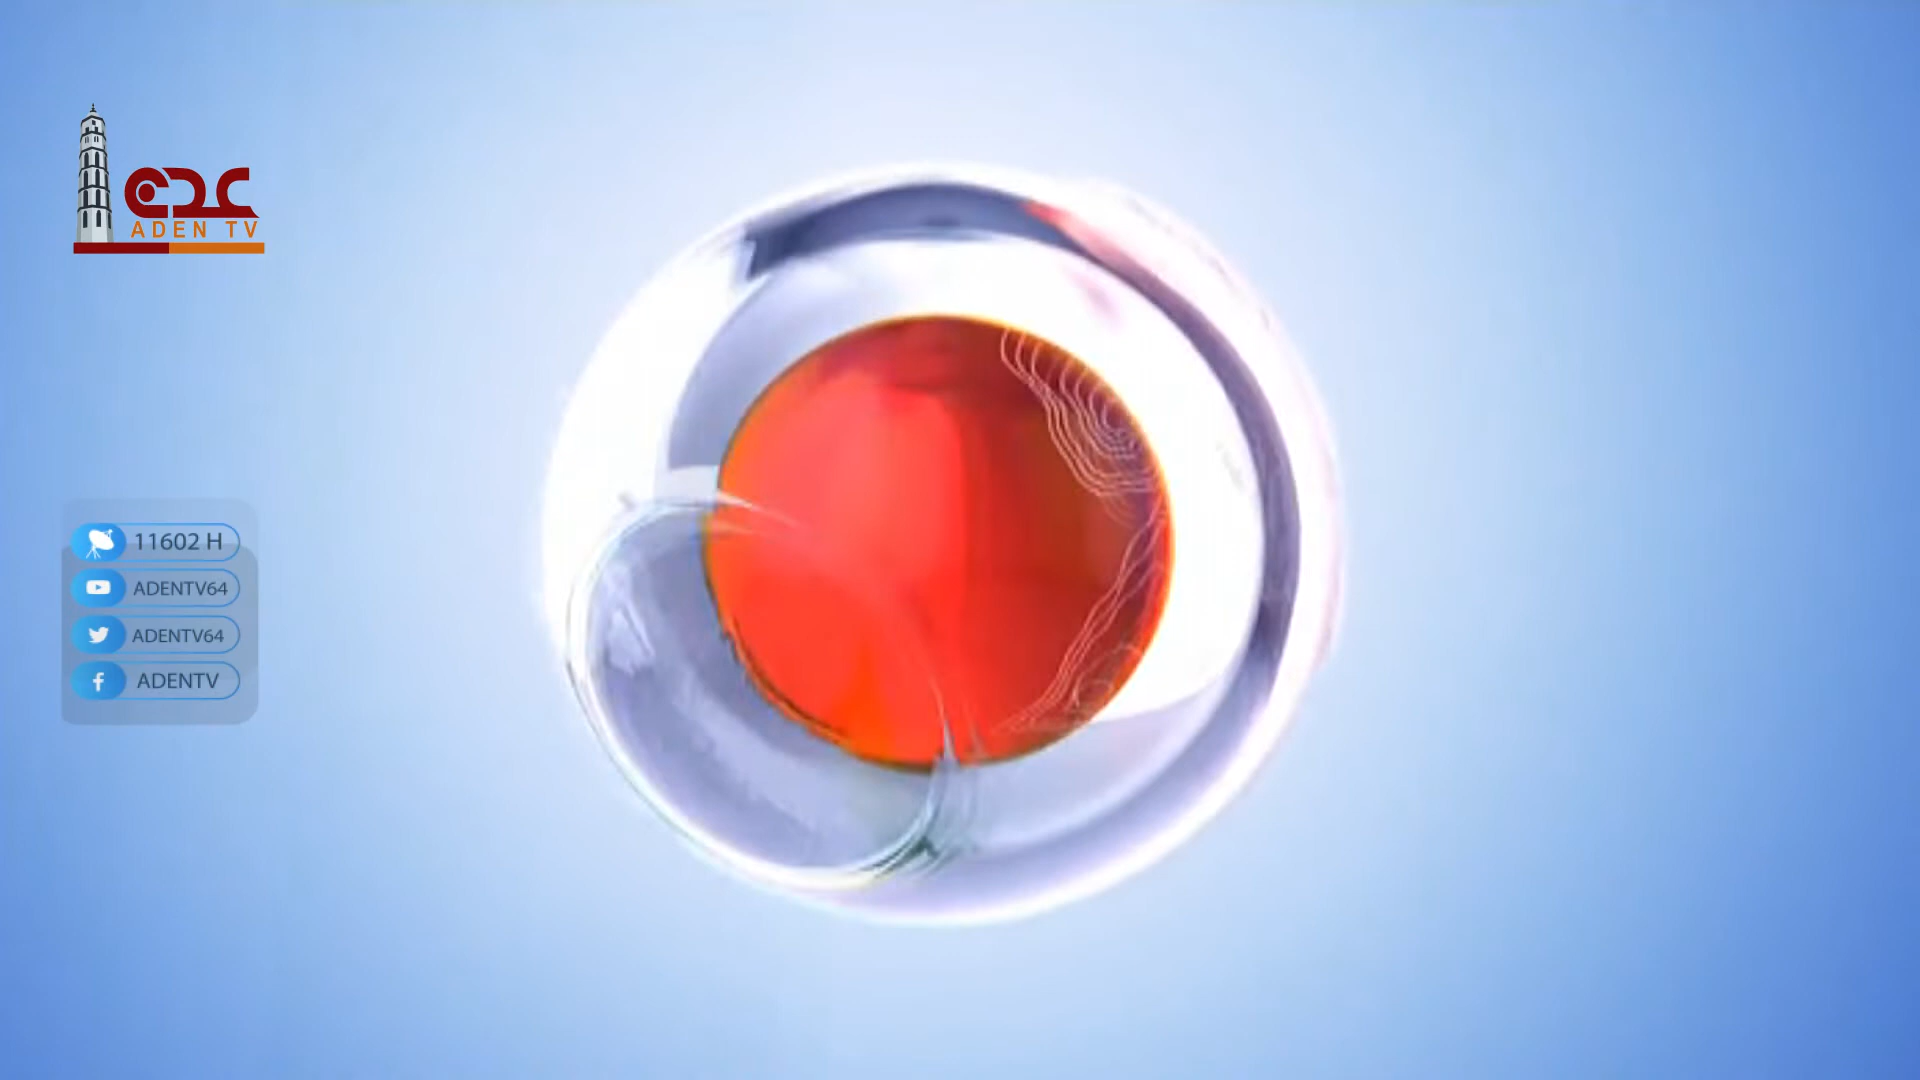 عدن
ADEN TV
11602 H
ADENTV64
ADENTV64
ADENTV